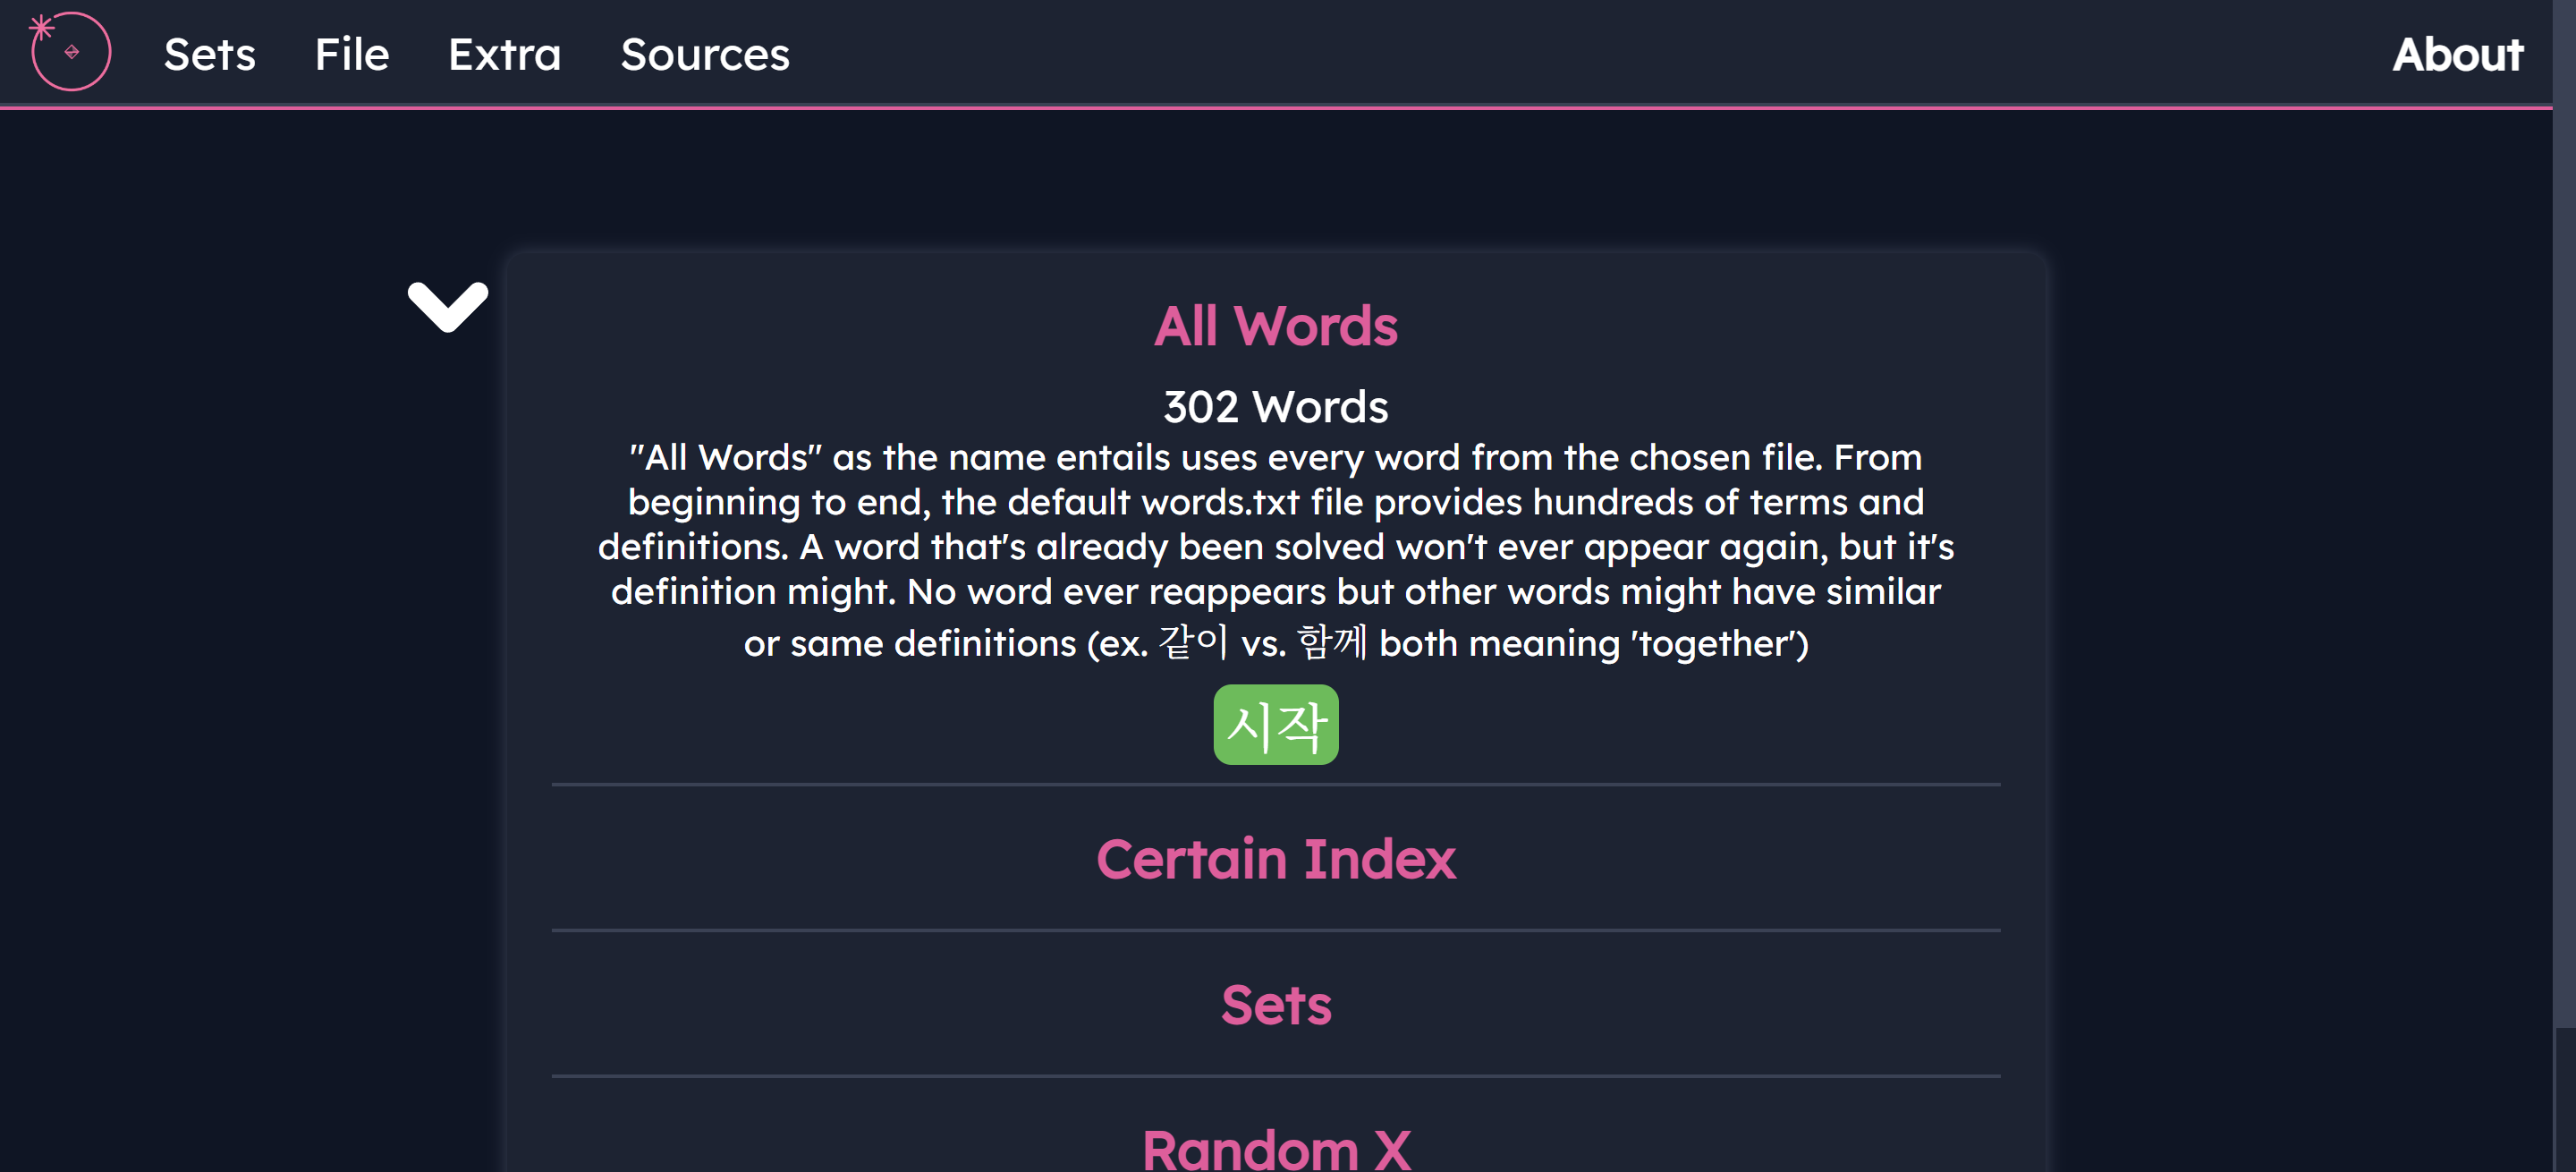 Sets File Extra Sources About
All Words
302 Words
"All Words" as the name entails uses every word from the chosen file. From
beginning to end, the default words.txt file provides hundreds of terms and
definitions. A word that's already been solved won't ever appear again, but it's
definition might. No word ever reappears but other words might have similar
or same definitions (ex. 같이 vs. 함께 both meaning 'together')
시작
Certain Index
Sets
Random X